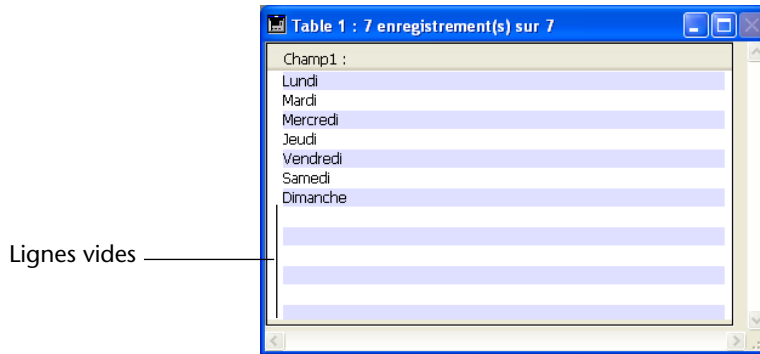 Table 1 : 7 enregistrement(s) sur 7
Champ1 :
Lundi
Mardi
Mercredi
Jeudi
Vendredi
Samedi
Dimanche
Lignes vides